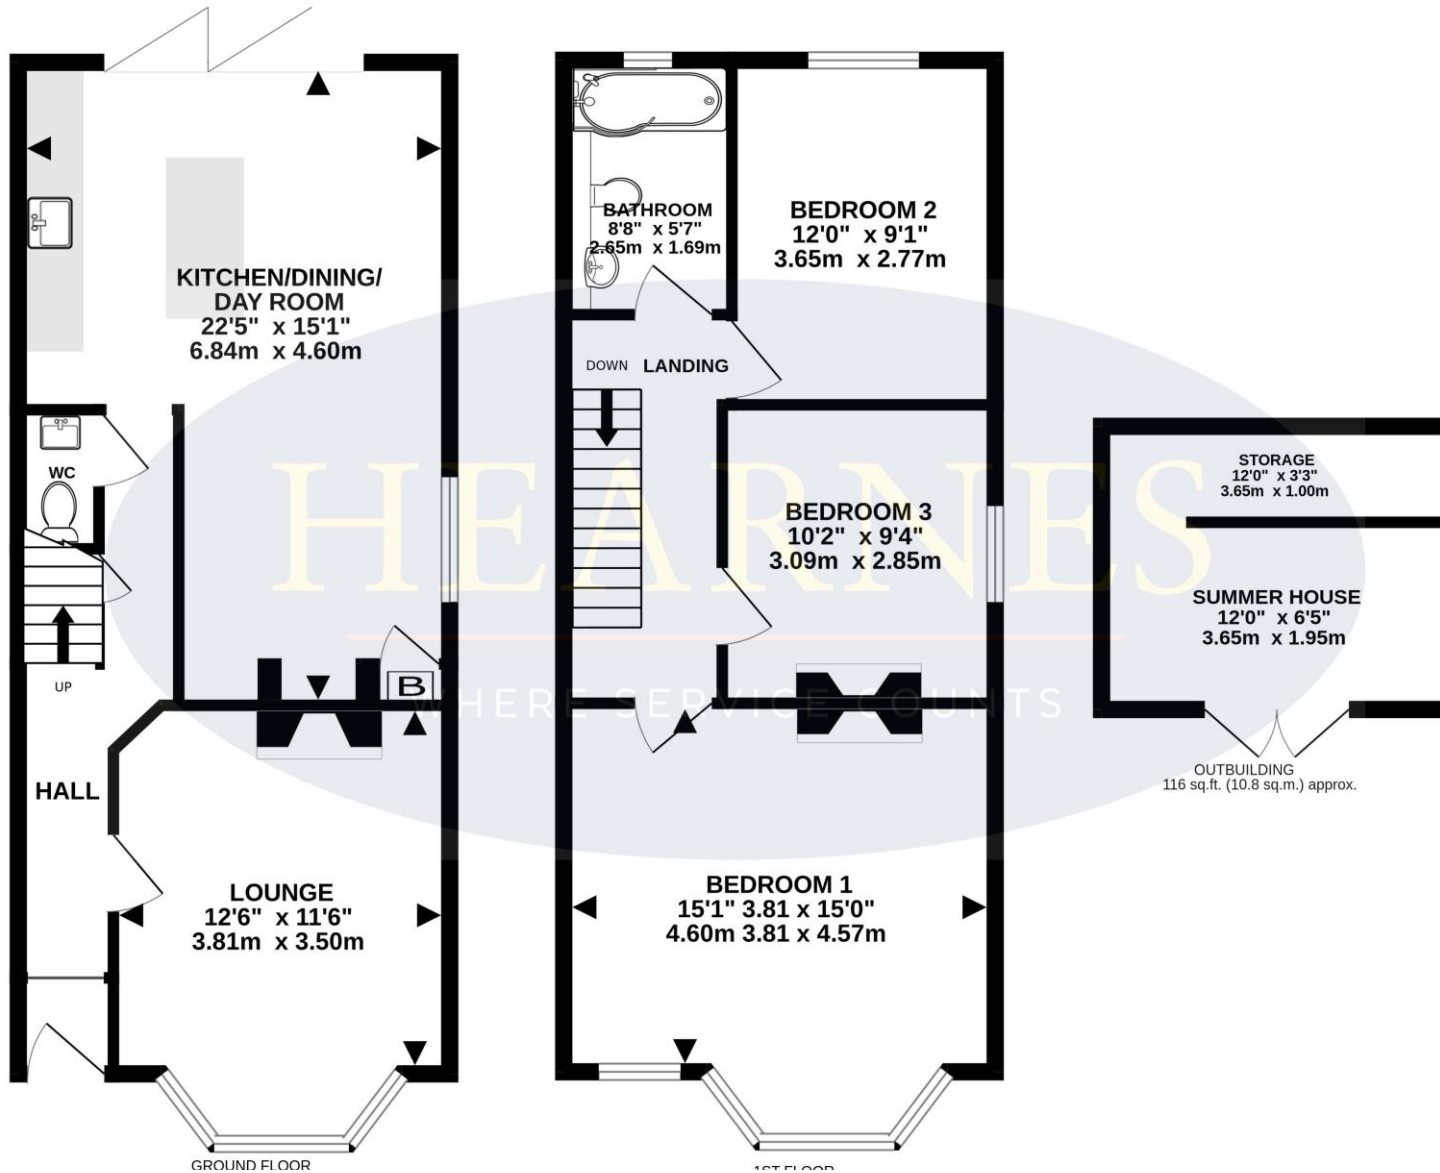 KITCHEN/DINING/
DAY ROOM
22'5" x 15'1"
6.84m x 4.60m
WC
UP
HALL
B
LOUNGE
12'6" x 11'6"
3.81m x 3.50m
GROUND FLOOR
BATHROOM
8'8" x 5'7"
2.65m x 1.69m
BEDROOM 2
12'0" x 9'1"
3.65m x 2.77m
DOWN
LANDING
BEDROOM 3
10'2" x 9'4"
3.09m x 2.85m
BEDROOM 1
15'1" 3.81 x 15'0"
4.60m 3.81 x 4.57m
1ST FLOOR
STORAGE
12'0" x 3'3"
3.65m x 1.00m
SUMMER HOUSE
12'0" x 6'5"
3.65m x 1.95m
OUTBUILDING
116 sq.ft. (10.8 sq.m.) approx.
HEARNES
WHERE SERVICE COUNTS